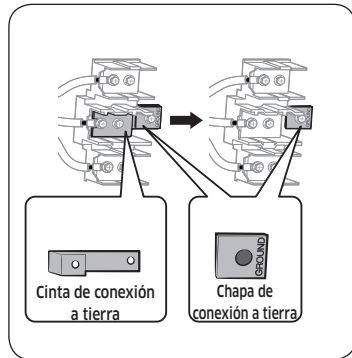 Cinta de conexión
a tierra
GROUND
Chapa de
conexión a tierra